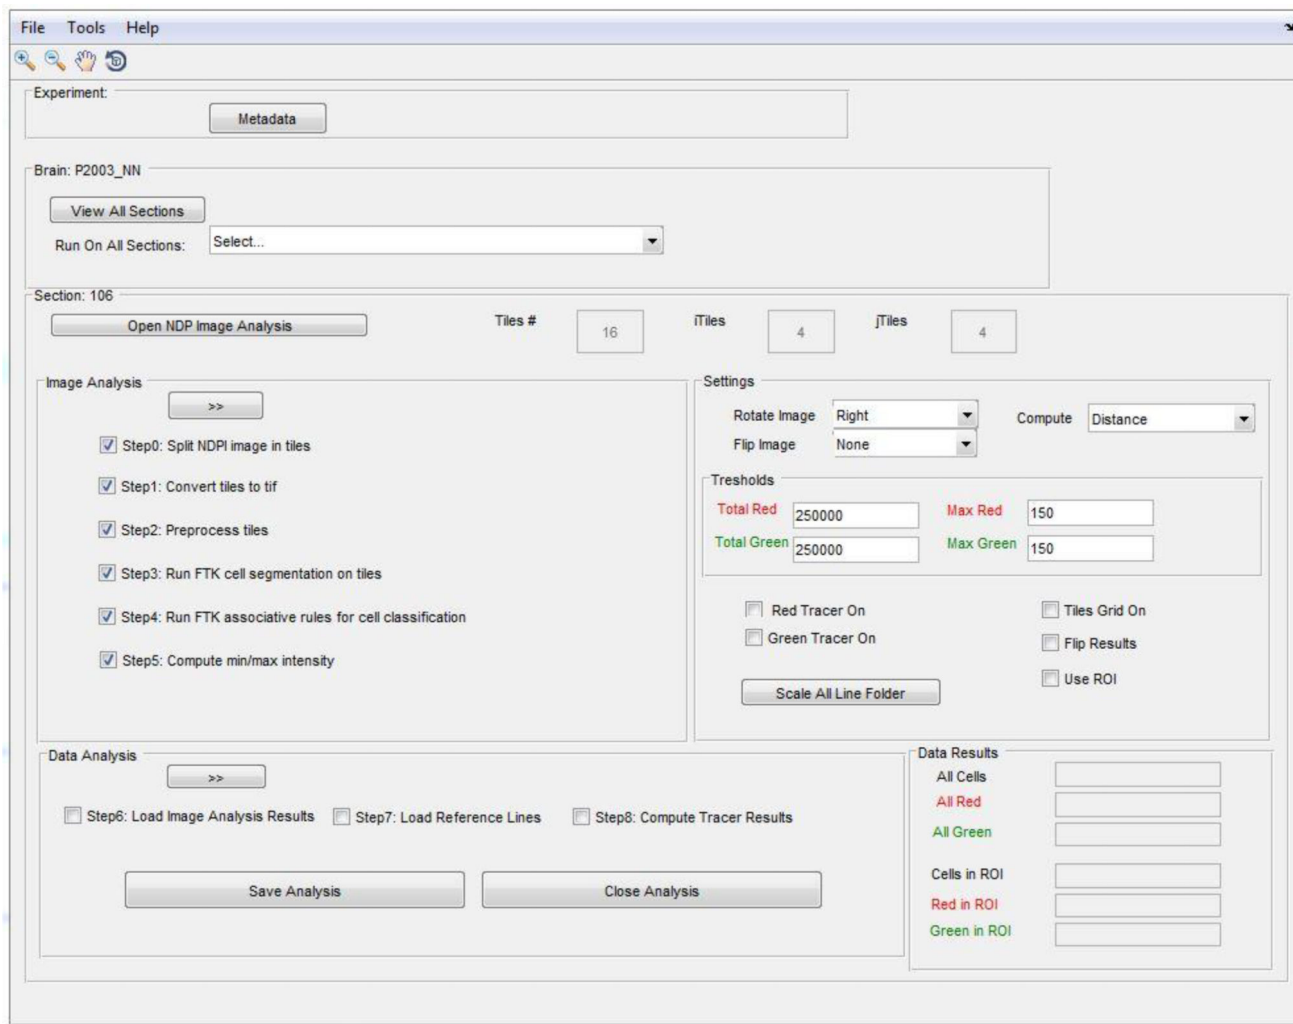 File Tools Help
Experiment:
Metadata
Brain: P2003_NN
View All Sections
Run On All Sections: Select...
Section: 106
Open NDP Image Analysis Tiles # 16 iTiles 4 jTiles 4
Image Analysis
>>
Step0: Split NDPI image in tiles
Step1: Convert tiles to tif
Step2: Preprocess tiles
Step3: Run FTK cell segmentation on tiles
Step4: Run FTK associative rules for cell classification
Step5: Compute min/max intensity
Settings
Rotate Image Right Compute Distance
Flip Image None
Tresholds
Total Red 250000 Max Red 150
Total Green 250000 Max Green 150
Red Tracer On Tiles Grid On
Green Tracer On Flip Results
Use ROI
Scale All Line Folder
Data Analysis
>>
Step6: Load Image Analysis Results Step7: Load Reference Lines Step8: Compute Tracer Results
Save Analysis Close Analysis
Data Results
All Cells
All Red
All Green
Cells in ROI
Red in ROI
Green in ROI